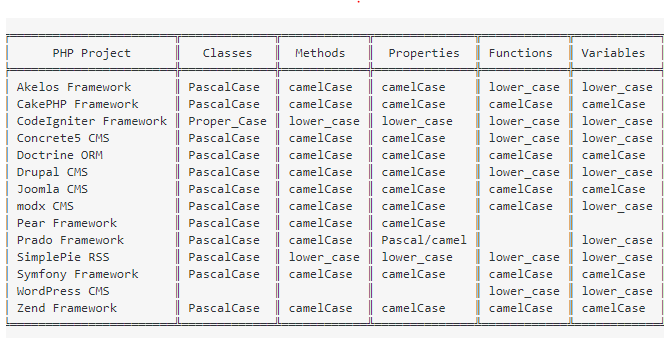 PHP Project Classes Methods Properties Functions Variables
Akelos Framework PascalCase camelCase camelCase lower_case lower_case
CakePHP Framework PascalCase camelCase camelCase camelCase camelCase
CodeIgniter Framework Proper_Case lower_case lower_case lower_case lower_case
Concrete5 CMS PascalCase camelCase camelCase lower_case lower_case
Doctrine ORM PascalCase camelCase camelCase camelCase camelCase
Drupal CMS PascalCase camelCase camelCase lower_case lower_case
Joomla CMS PascalCase camelCase camelCase camelCase camelCase
modx CMS PascalCase camelCase camelCase camelCase lower_case
Pear Framework PascalCase camelCase camelCase
Prado Framework PascalCase camelCase Pascal/camel lower_case
SimplePie RSS PascalCase lower_case lower_case lower_case lower_case
Symfony Framework PascalCase camelCase camelCase camelCase camelCase
WordPress CMS lower_case lower_case
Zend Framework PascalCase camelCase camelCase camelCase camelCase